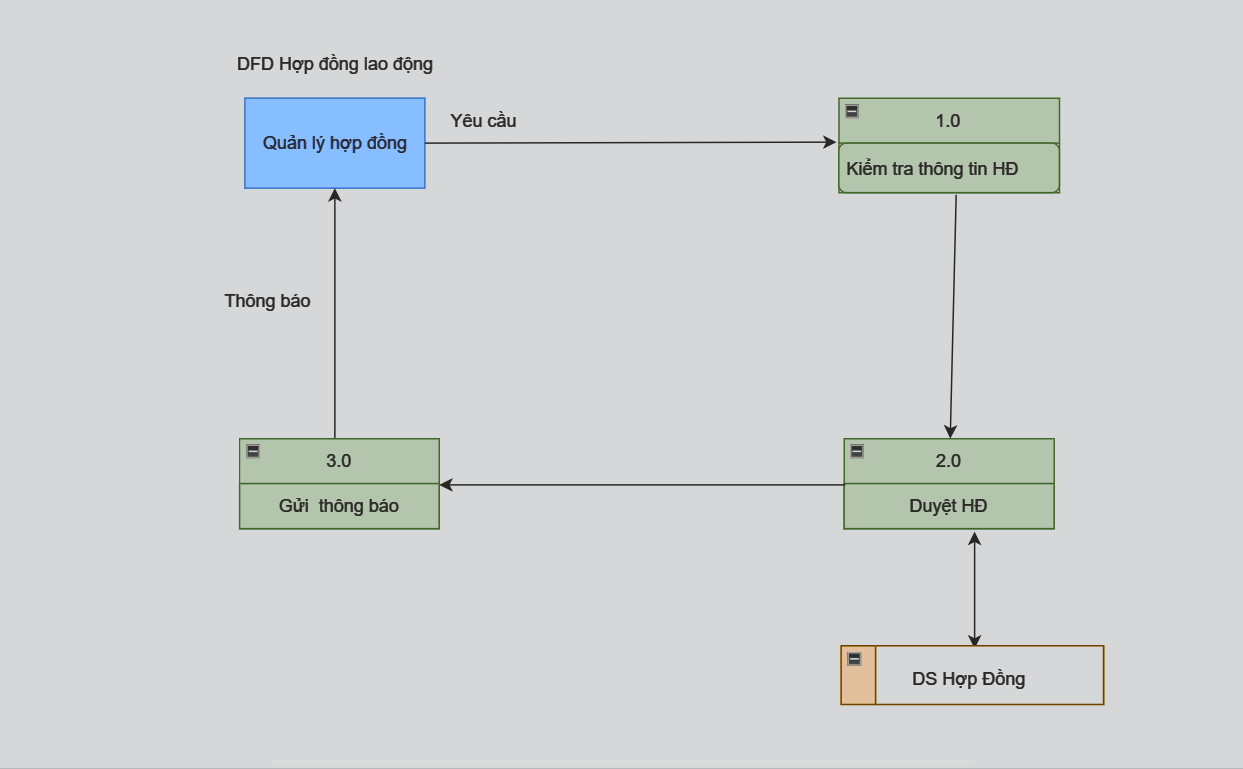 DFD Hợp đồng lao động
Quản lý hợp đồng
Yêu cầu
1.0
Kiểm tra thông tin HĐ
Thông báo
3.0
Gửi  thông báo
2.0
Duyệt HĐ
DS Hợp Đồng